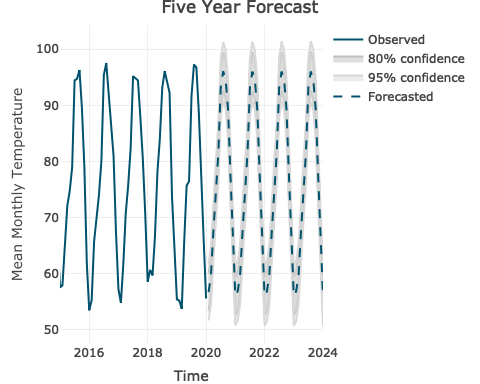 Five Year Forecast
Observed
80% confidence
95% confidence
Forecasted
Mean Monthly Temperature
100
90
80
70
60
50
2016
2018
2020
2022
2024
Time